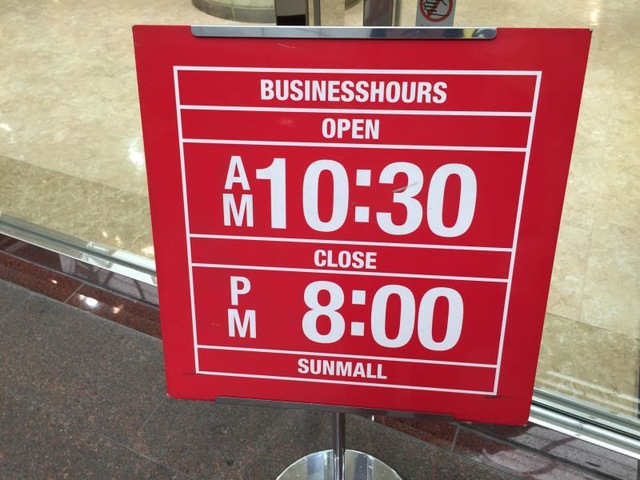 BUSINESSHOURS
OPEN
AM 10:30
CLOSE
PM 8:00
SUNMALL